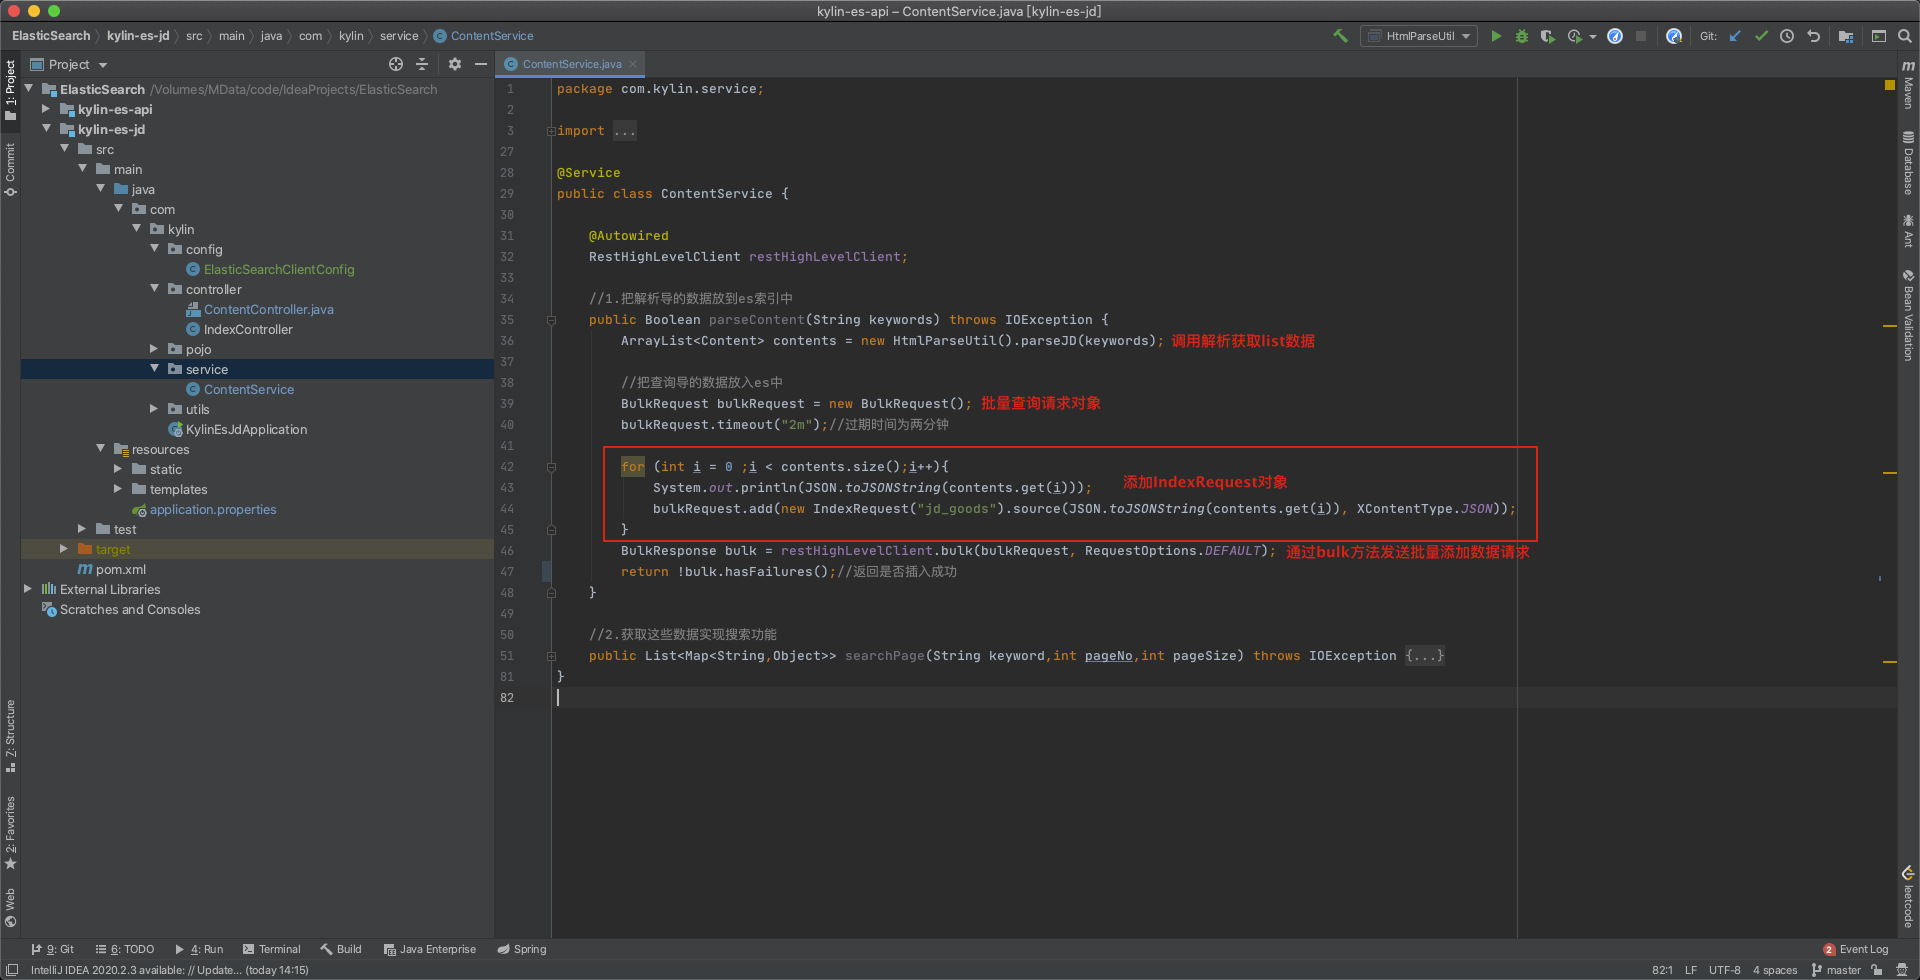 kylin-es-api – ContentService.java [kylin-es-jd]
ElasticSearch kylin-es-jd src main java com kylin service ContentService HtmlParseUtil Git:
Project ContentService.java
1: Project
Commit
7: Structure
2: Favorites
Web
ElasticSearch /Volumes/MData/code/IdeaProjects/ElasticSearch
kylin-es-api
kylin-es-jd
src
main
java
com
kylin
config
ElasticSearchClientConfig
controller
ContentController.java
IndexController
pojo
service
ContentService
utils
KylinEsJdApplication
resources
static
templates
application.properties
test
target
pom.xml
External Libraries
Scratches and Consoles
1 package com.kylin.service;
2
3 import ...
27
28 @Service
29 public class ContentService {
30
31 @Autowired
32 RestHighLevelClient restHighLevelClient;
33
34 //1.把解析导的数据放到es索引中
35 public Boolean parseContent(String keywords) throws IOException {
36 ArrayList<Content> contents = new HtmlParseUtil().parseJD(keywords); 调用解析获取list数据
37
38 //把查询导的数据放入es中
39 BulkRequest bulkRequest = new BulkRequest(); 批量查询请求对象
40 bulkRequest.timeout("2m");//过期时间为两分钟
41
42 for (int i = 0 ;i < contents.size();i++){
43 System.out.println(JSON.toJSONString(contents.get(i))); 添加IndexRequest对象
44 bulkRequest.add(new IndexRequest("jd_goods").source(JSON.toJSONString(contents.get(i)), XContentType.JSON));
45 }
46 BulkResponse bulk = restHighLevelClient.bulk(bulkRequest, RequestOptions.DEFAULT); 通过bulk方法发送批量添加数据请求
47 return !bulk.hasFailures();//返回是否插入成功
48 }
49
50 //2.获取这些数据实现搜索功能
51 public List<Map<String,Object>> searchPage(String keyword,int pageNo,int pageSize) throws IOException {...}
81 }
82
m Maven
Database
Ant
Bean Validation
leetcode
9: Git 6: TODO 4: Run Terminal Build Java Enterprise Spring 2 Event Log
IntelliJ IDEA 2020.2.3 available: // Update... (today 14:15) 82:1 LF UTF-8 4 spaces master